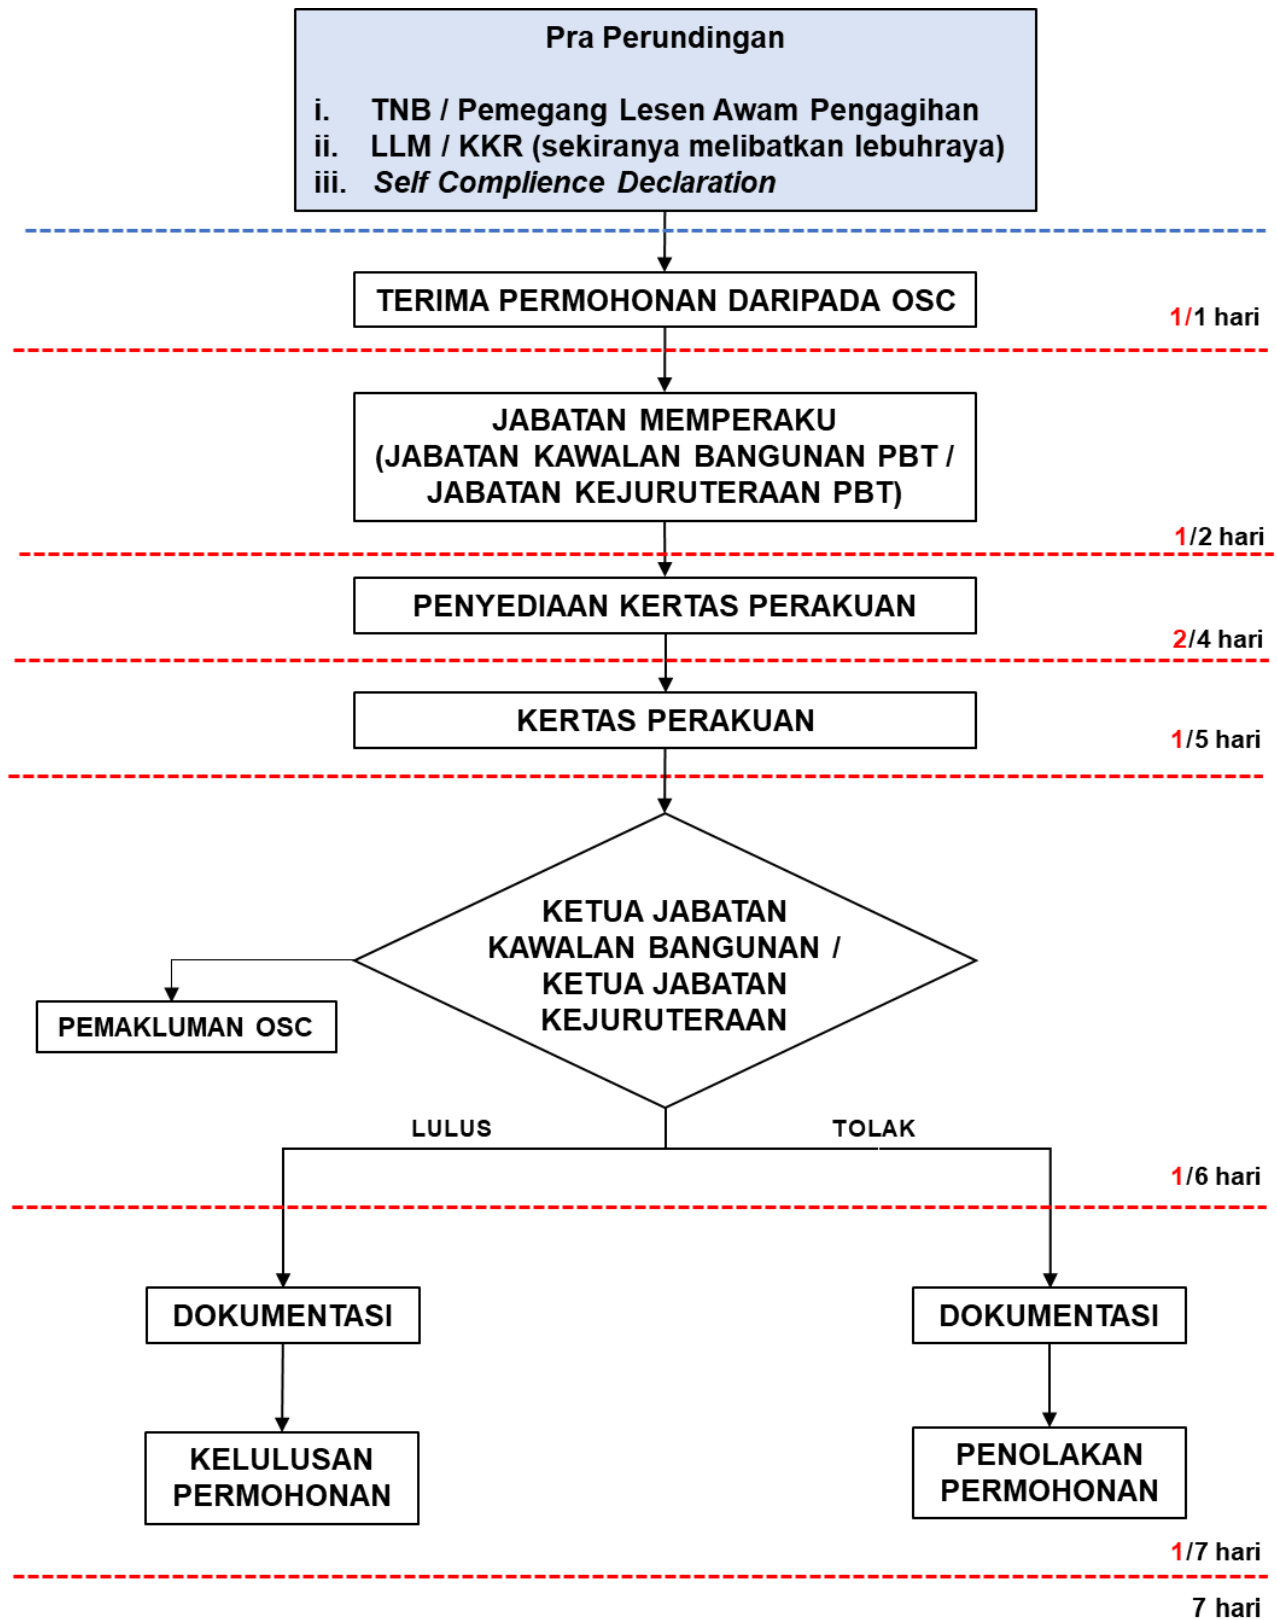 Pra Perundingan
i. TNB / Pemegang Lesen Awam Pengagihan
ii. LLM / KKR (sekiranya melibatkan lebuhraya)
iii. Self Complience Declaration
TERIMA PERMOHONAN DARIPADA OSC
1/1 hari
JABATAN MEMPERAKU
(JABATAN KAWALAN BANGUNAN PBT /
JABATAN KEJURUTERAAN PBT)
1/2 hari
PENYEDIAAN KERTAS PERAKUAN
2/4 hari
KERTAS PERAKUAN
1/5 hari
KETUA JABATAN
KAWALAN BANGUNAN /
KETUA JABATAN
KEJURUTERAAN
PEMAKLUMAN OSC
LULUS
TOLAK
1/6 hari
DOKUMENTASI
DOKUMENTASI
KELULUSAN
PERMOHONAN
PENOLAKAN
PERMOHONAN
1/7 hari
7 hari